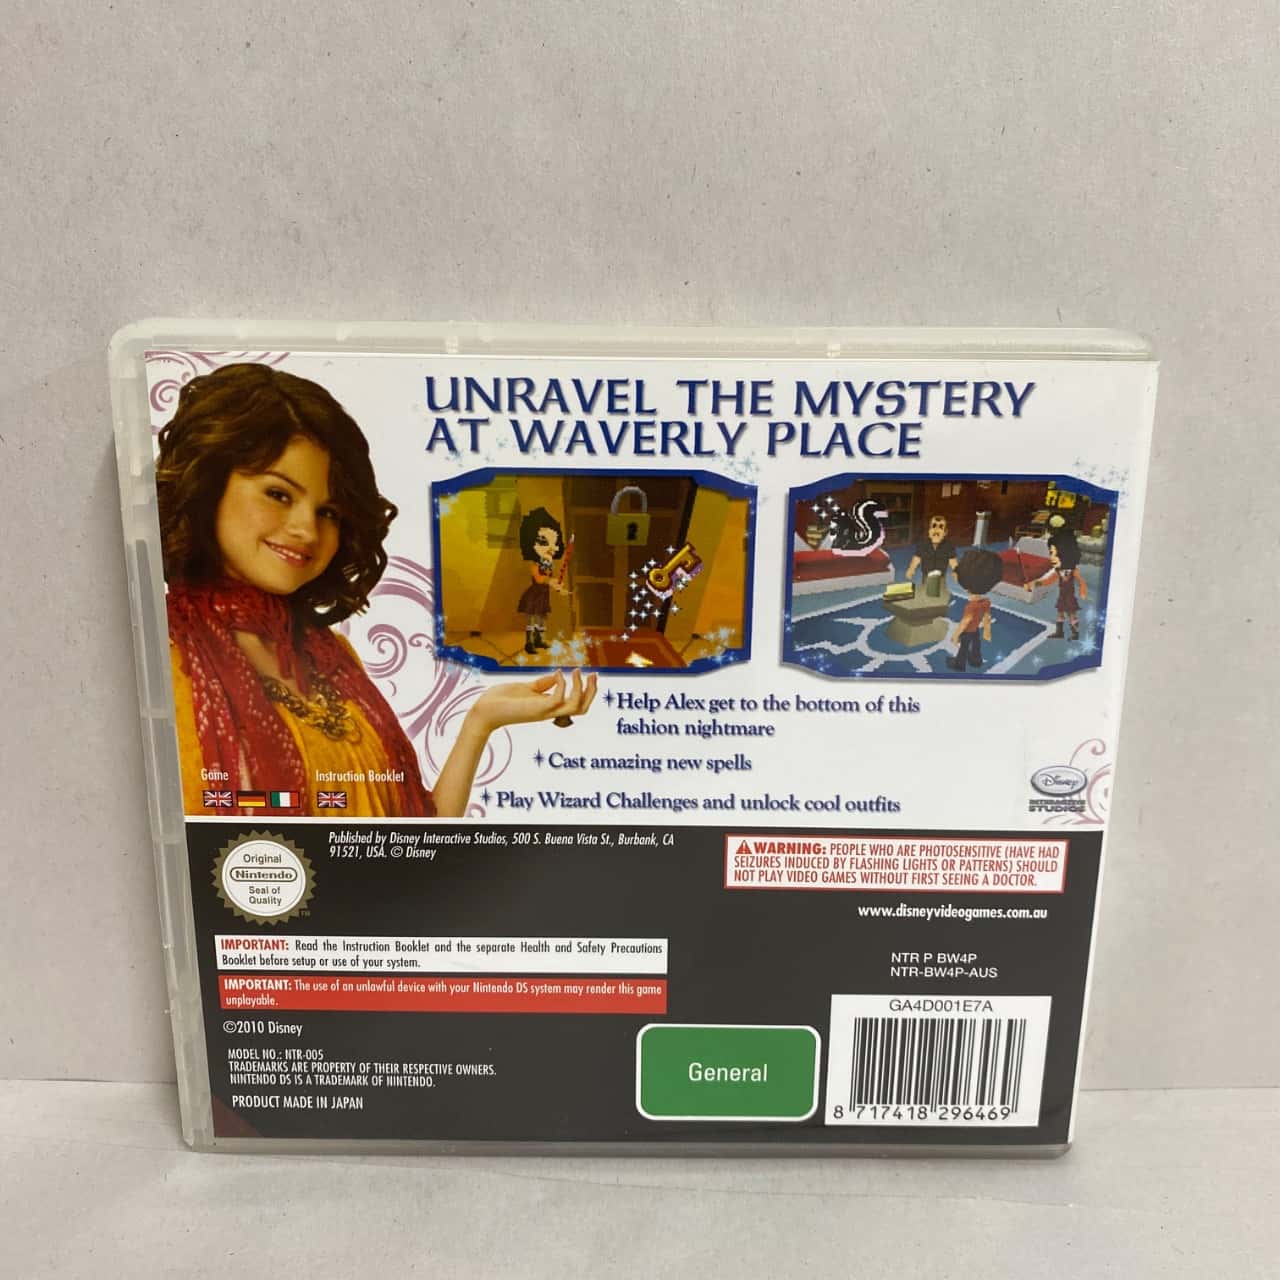 UNRAVEL THE MYSTERY
AT WAVERLY PLACE
Help Alex get to the bottom of this
fashion nightmare
Cast amazing new spells
Play Wizard Challenges and unlock cool outfits
Game
Instruction Booklet
Disney
INTERACTIVE
STUDIOS
Original
Nintendo
Seal of
Quality
TM
Published by Disney Interactive Studios, 500 S. Buena Vista St., Burbank, CA
91521, USA. © Disney
WARNING: PEOPLE WHO ARE PHOTOSENSITIVE (HAVE HAD
SEIZURES INDUCED BY FLASHING LIGHTS OR PATTERNS) SHOULD
NOT PLAY VIDEO GAMES WITHOUT FIRST SEEING A DOCTOR.
www.disneyvideogames.com.au
IMPORTANT: Read the Instruction Booklet and the separate Health and Safety Precautions
Booklet before setup or use of your system.
IMPORTANT: The use of an unlawful device with your Nintendo DS system may render this game
unplayable.
NTR P BW4P
NTR-BW4P-AUS
©2010 Disney
MODEL NO.: NTR-005
TRADEMARKS ARE PROPERTY OF THEIR RESPECTIVE OWNERS.
NINTENDO DS IS A TRADEMARK OF NINTENDO.
PRODUCT MADE IN JAPAN
General
GA4D001E7A
8 717418 296469